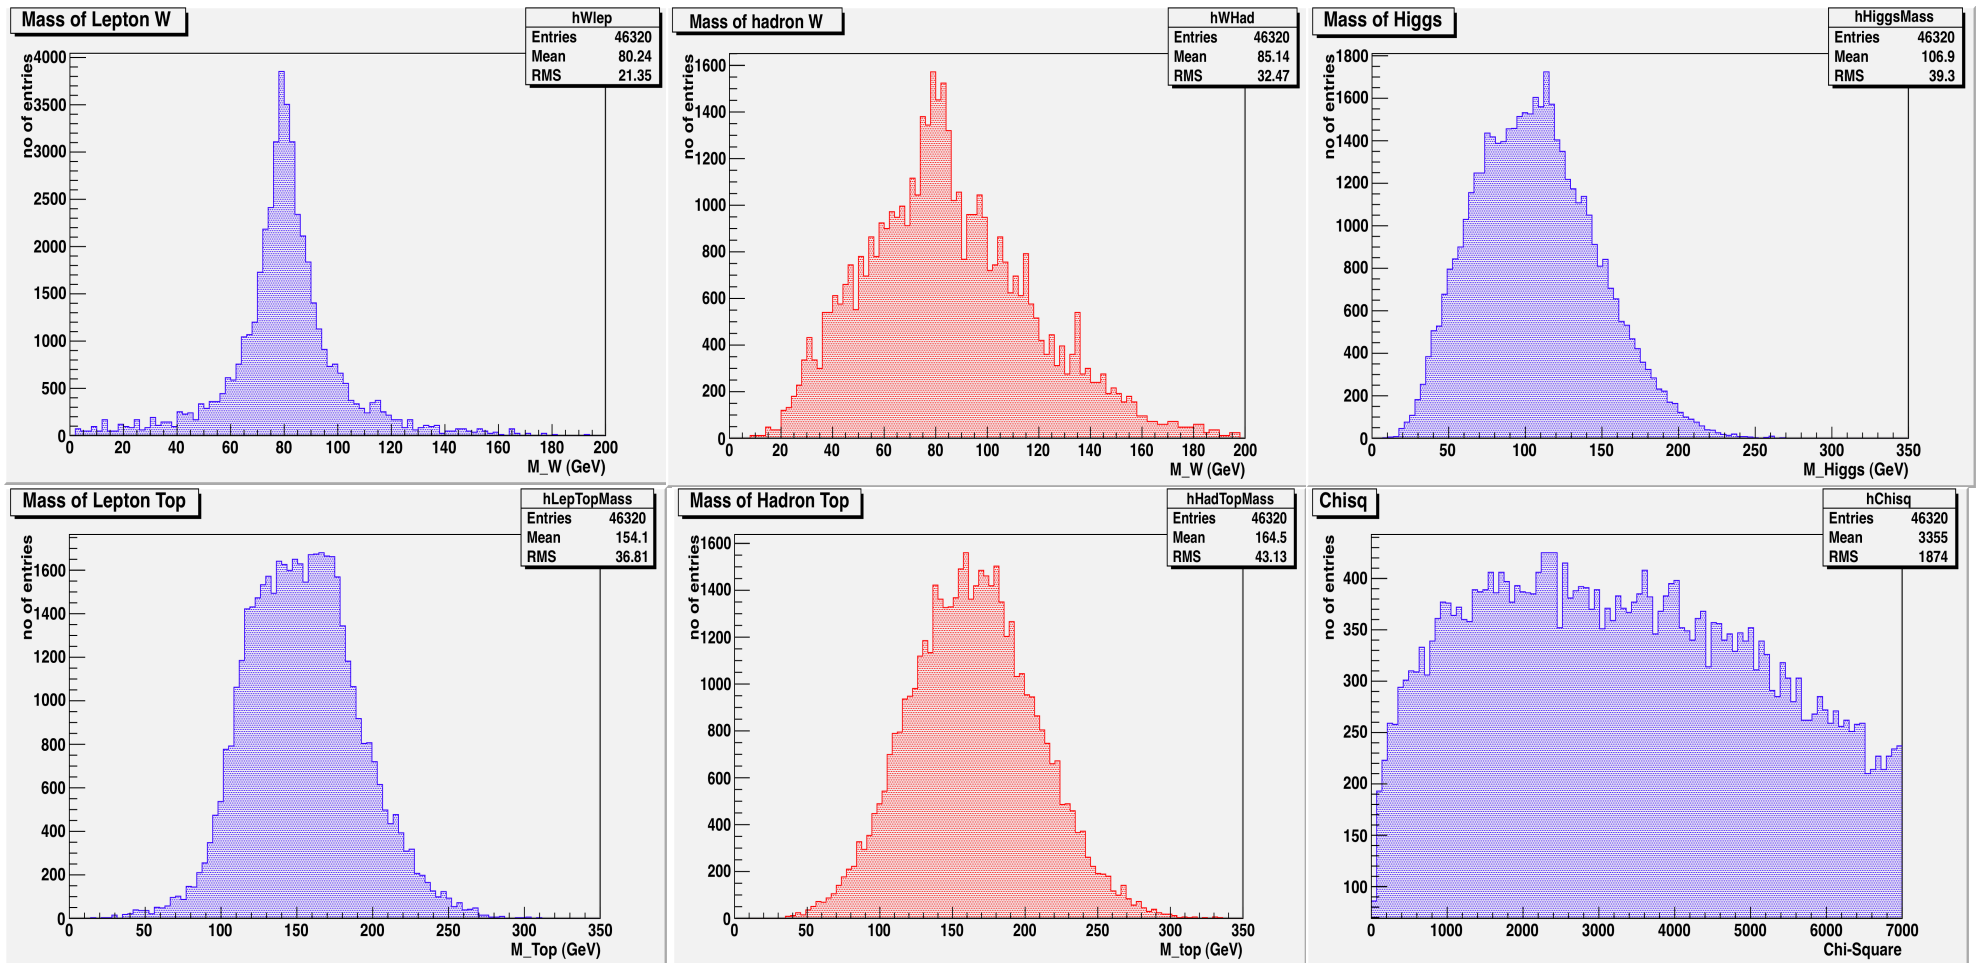 Mass of Lepton W
hWlep
Entries 46320
Mean 80.24
RMS 21.35
no of entries
4000
3500
3000
2500
2000
1500
1000
500
0
0 20 40 60 80 100 120 140 160 180 200
M_W (GeV)
Mass of hadron W
hWHad
Entries 46320
Mean 85.14
RMS 32.47
no of entries
1600
1400
1200
1000
800
600
400
200
0
0 20 40 60 80 100 120 140 160 180 200
M_W (GeV)
Mass of Higgs
hHiggsMass
Entries 46320
Mean 106.9
RMS 39.3
no of entries
1800
1600
1400
1200
1000
800
600
400
200
0
0 50 100 150 200 250 300 350
M_Higgs (GeV)
Mass of Lepton Top
hLepTopMass
Entries 46320
Mean 154.1
RMS 36.81
no of entries
1600
1400
1200
1000
800
600
400
200
0
0 50 100 150 200 250 300 350
M_Top (GeV)
Mass of Hadron Top
hHadTopMass
Entries 46320
Mean 164.5
RMS 43.13
no of entries
1600
1400
1200
1000
800
600
400
200
0
0 50 100 150 200 250 300 350
M_top (GeV)
Chisq
hChisq
Entries 46320
Mean 3355
RMS 1874
no of entries
400
350
300
250
200
150
100
0 1000 2000 3000 4000 5000 6000 7000
Chi-Square